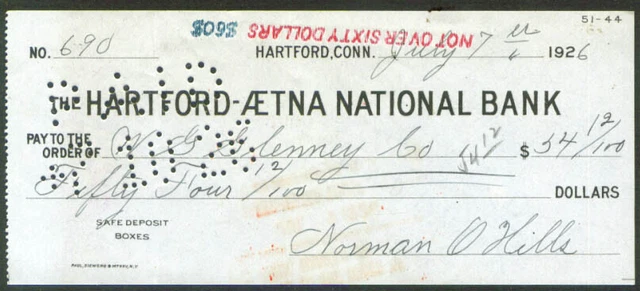 51-44
NOT OVER SIXTY DOLLARS $60$
NO. 690 HARTFORD, CONN. July 7 1926
THE HARTFORD-ÆTNA NATIONAL BANK
PAY TO THE
ORDER OF W G Glenney Co 54 12 $ 54 12/100
Fifty Four 12/100 DOLLARS
SAFE DEPOSIT
BOXES
Norman O Hills